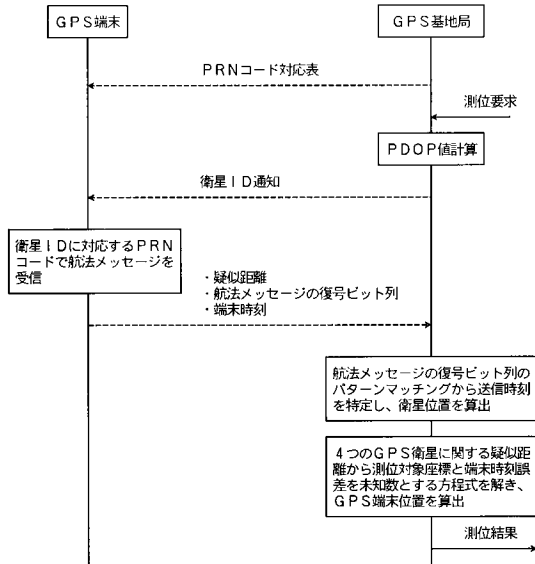 GPS端末
GPS基地局
PRNコード対応表
測位要求
PDOP値計算
衛星ID通知
衛星IDに対応するPRN
コードで航法メッセージを
受信
・疑似距離
・航法メッセージの復号ビット列
・端末時刻
航法メッセージの復号ビット列の
パターンマッチングから送信時刻
を特定し、衛星位置を算出
4つのGPS衛星に関する疑似距
離から測位対象座標と端末時刻誤
差を未知数とする方程式を解き、
GPS端末位置を算出
測位結果